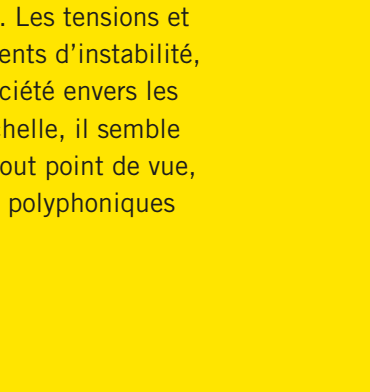 . Les tensions et
ents d’instabilité,
ciété envers les
helle, il semble
out point de vue,
polyphoniques